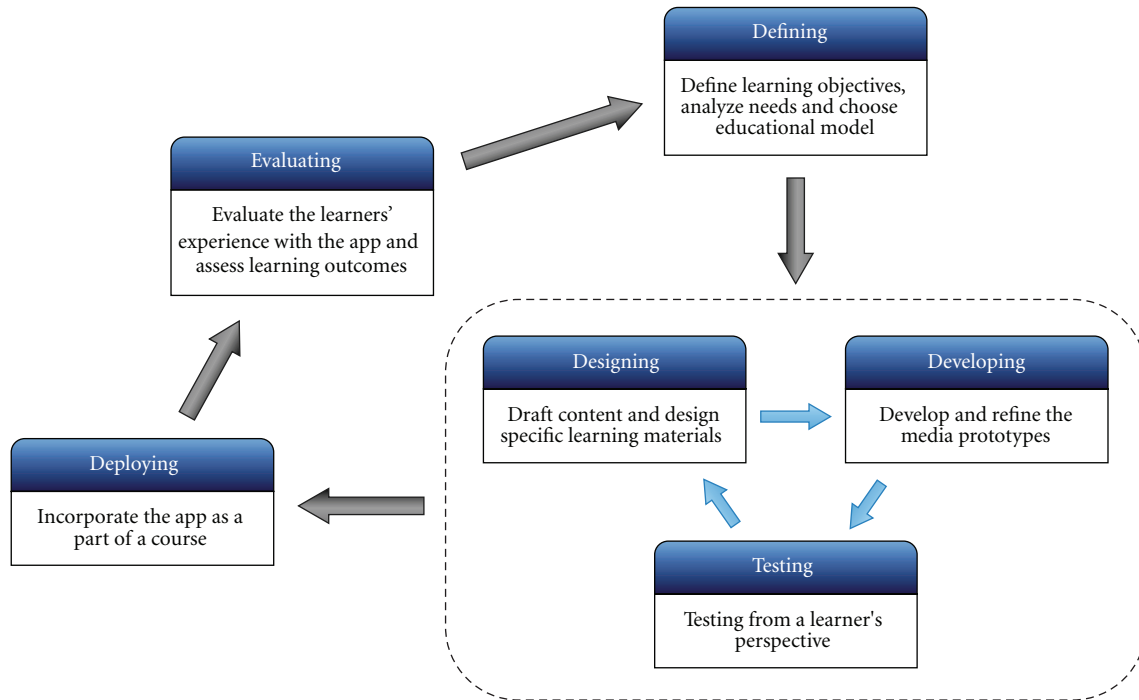 Defining
Define learning objectives,
analyze needs and choose
educational model
Evaluating
Evaluate the learners’
experience with the app and
assess learning outcomes
Designing
Draft content and design
specific learning materials
Developing
Develop and refine the
media prototypes
Deploying
Incorporate the app as a
part of a course
Testing
Testing from a learner's
perspective